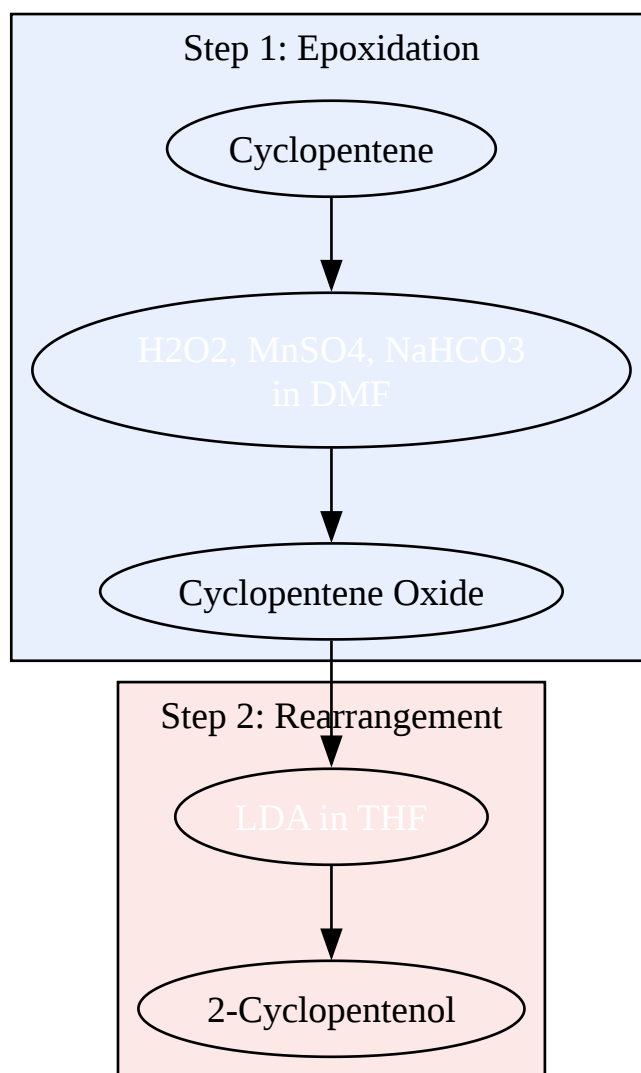 Step 1: Epoxidation
Cyclopentene
H2O2, MnSO4, NaHCO3
in DMF
Cyclopentene Oxide
Step 2: Rearrangement
LDA in THF
2-Cyclopentenol